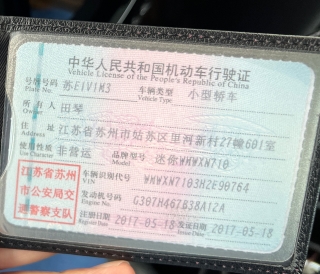 中华人民共和国机动车行驶证
Vehicle License of the People's Republic of China
号牌号码 苏E1V1M3 车辆类型 小型轿车
Plate No. Vehicle Type
所有人 田琴
Owner
住址 江苏省苏州市姑苏区里河新村27幢601室
Address
使用性质 非营运 品牌型号 迷你WMWXN710
Use Character Model
江苏省苏州
市公安局交
通警察支队
车辆识别代号 WMWXN7103H2E90764
VIN
发动机号码 G307H467B38A12A
Engine No.
注册日期 2017-05-18 发证日期 2017-05-18
Register Date Issue Date